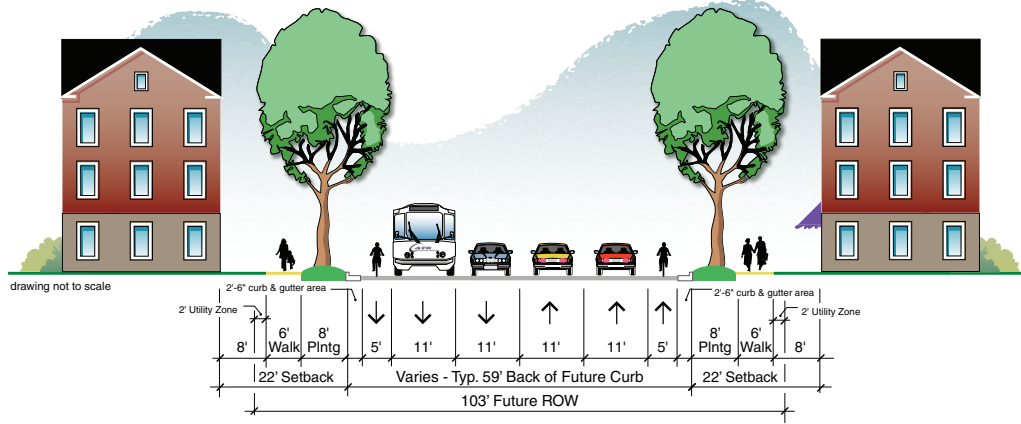 drawing not to scale
2'-6" curb & gutter area
2'-6" curb & gutter area
2' Utility Zone
2' Utility Zone
8'
6'
Walk
8'
Plntg
5'
11'
11'
11'
11'
5'
8'
Plntg
6'
Walk
8'
22' Setback
Varies - Typ. 59' Back of Future Curb
22' Setback
103' Future ROW